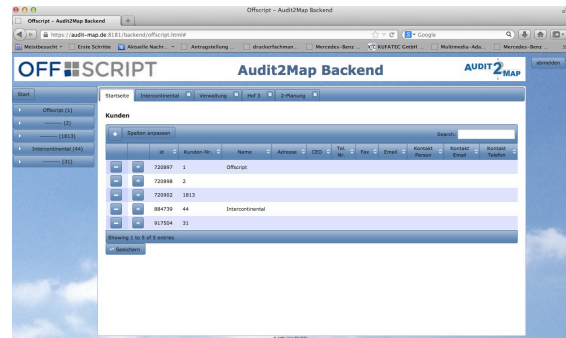 Offscript – Audit2Map Backend
Offscript – Audit2Map Backend
https://audit-map.de:8181/backend/offscript.html#
Google
Meistbesucht Erste Schritte Aktuelle Nachr... Antragstellung ... druckerfachman... Mercedes-Benz ... KUFATEC GmbH ... Multimedia-Ada... Mercedes-Benz ...
OFFSCRIPT
Audit2Map Backend
AUDIT2MAP
abmelden
Start
Offscript (1)
-------- (2)
-------- (1813)
Intercontinental (44)
-------- (31)
Startseite Intercontinental Verwaltung Hof 3 2-Planung
Kunden
Spalten anpassen
Search:
id Kunden-Nr. Name Adresse CEO Tel. Nr. Fax Email Kontakt Person Kontakt Email Kontakt Telefon
720897 1 Offscript
720898 2
720902 1813
884739 44 Intercontinental
917504 31
Showing 1 to 5 of 5 entries
Speichern